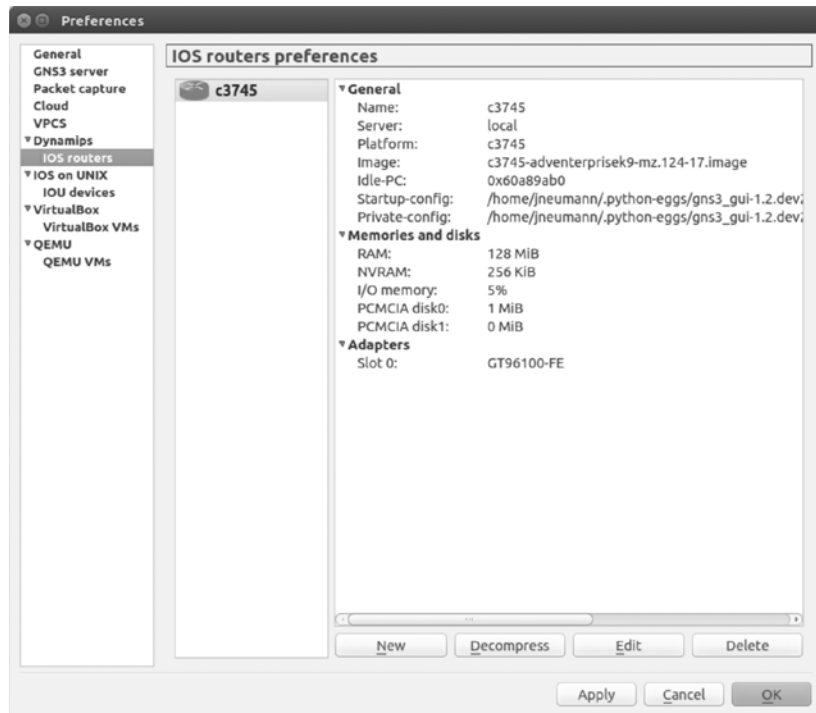 Preferences
General
GNS3 server
Packet capture
Cloud
VPCS
Dynamips
IOS routers
IOS on UNIX
IOU devices
VirtualBox
VirtualBox VMs
QEMU
QEMU VMs
IOS routers preferences
c3745
General
Name: c3745
Server: local
Platform: c3745
Image: c3745-adventerprisek9-mz.124-17.image
Idle-PC: 0x60a89ab0
Startup-config: /home/jneumann/.python-eggs/gns3_gui-1.2.dev2
Private-config: /home/jneumann/.python-eggs/gns3_gui-1.2.dev2
Memories and disks
RAM: 128 MiB
NVRAM: 256 KiB
I/O memory: 5%
PCMCIA disk0: 1 MiB
PCMCIA disk1: 0 MiB
Adapters
Slot 0: GT96100-FE
New Decompress Edit Delete
Apply Cancel OK